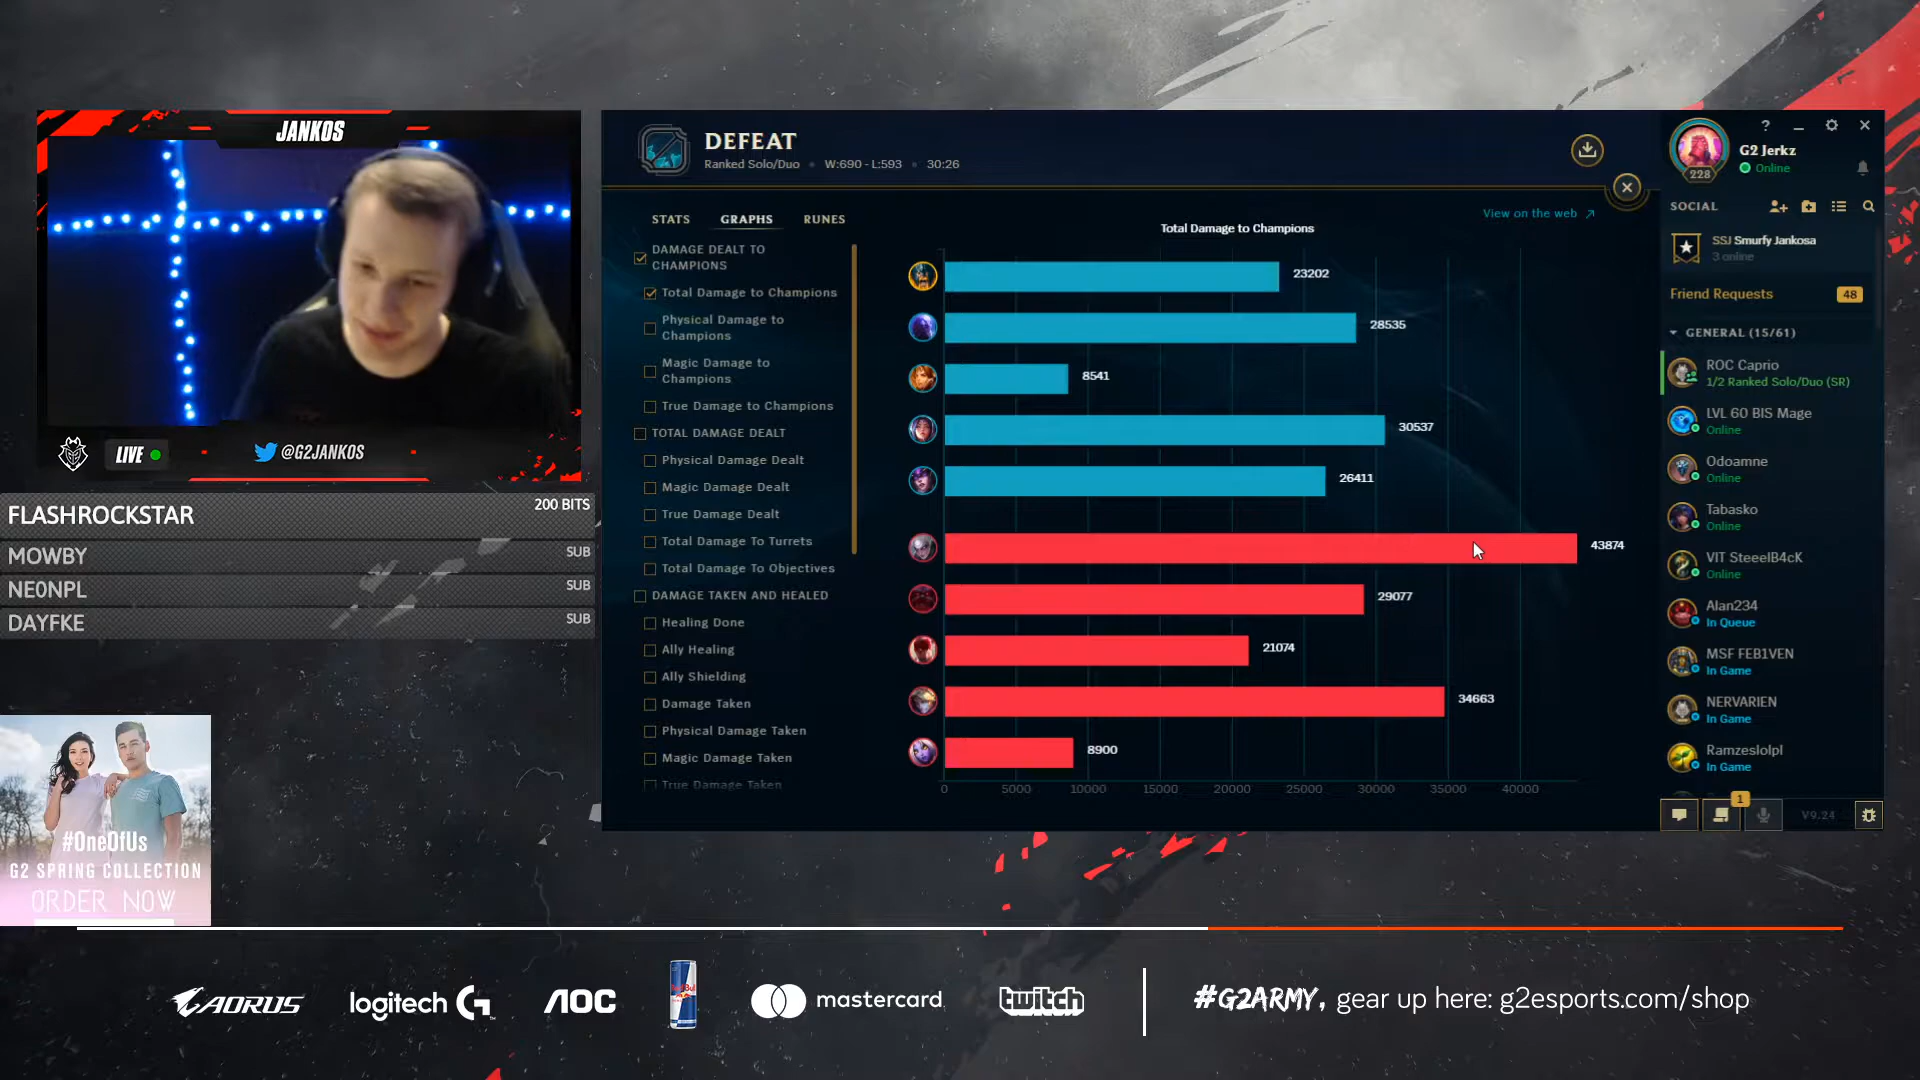 JANKOS
LIVE
@G2JANKOS
FLASHROCKSTAR
200 BITS
MOWBY
SUB
NE0NPL
SUB
DAYFKE
SUB
#OneOfUs
G2 SPRING COLLECTION
ORDER NOW
DEFEAT
Ranked Solo/Duo • W:690 - L:593 • 30:26
STATS
GRAPHS
RUNES
View on the web
DAMAGE DEALT TO
CHAMPIONS
Total Damage to Champions
Physical Damage to
Champions
Magic Damage to
Champions
True Damage to Champions
TOTAL DAMAGE DEALT
Physical Damage Dealt
Magic Damage Dealt
True Damage Dealt
Total Damage To Turrets
Total Damage To Objectives
DAMAGE TAKEN AND HEALED
Healing Done
Ally Healing
Ally Shielding
Damage Taken
Physical Damage Taken
Magic Damage Taken
True Damage Taken
Total Damage to Champions
23202
28535
8541
30537
26411
43874
29077
21074
34663
8900
0 5000 10000 15000 20000 25000 30000 35000 40000
228
?
G2 Jerkz
Online
SOCIAL
SSJ Smurfy Jankosa
3 online
Friend Requests
48
GENERAL (15/61)
ROC Caprio
1/2 Ranked Solo/Duo (SR)
LVL 60 BIS Mage
Online
Odoamne
Online
Tabasko
Online
VIT SteeelB4cK
Online
Alan234
In Queue
MSF FEB1VEN
In Game
NERVARIEN
In Game
Ramzeslolpl
In Game
1
V9.24
AORUS
logitech G
AOC
Red Bull
mastercard
twitch
#G2ARMY, gear up here: g2esports.com/shop